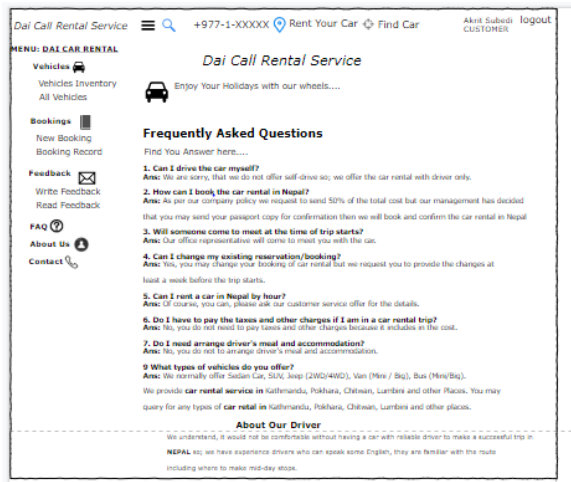 Dai Call Rental Service +977-1-XXXXX Rent Your Car Find Car Akrit Subedi logout
CUSTOMER
MENU: DAI CAR RENTAL
Vehicles
Vehicles Inventory
All Vehicles
Bookings
New Booking
Booking Record
Feedback
Write Feedback
Read Feedback
FAQ
About Us
Contact
Dai Call Rental Service
Enjoy Your Holidays with our wheels....
Frequently Asked Questions
Find You Answer here....
1. Can I drive the car myself?
Ans: We are sorry, that we do not offer self-drive so; we offer the car rental with driver only.
2. How can I book the car rental in Nepal?
Ans: As per our company policy we request to send 50% of the total cost but our management has decided
that you may send your passport copy for confirmation then we will book and confirm the car rental in Nepal
3. Will someone come to meet at the time of trip starts?
Ans: Our office representative will come to meet you with the car.
4. Can I change my existing reservation/booking?
Ans: Yes, you may change your booking of car rental but we request you to provide the changes at
least a week before the trip starts.
5. Can I rent a car in Nepal by hour?
Ans: Of course, you can, please ask our customer service offer for the details.
6. Do I have to pay the taxes and other charges if I am in a car rental trip?
Ans: No, you do not need to pay taxes and other charges because it includes in the cost.
7. Do I need arrange driver's meal and accommodation?
Ans: No, you do not to arrange driver's meal and accommodation.
9 What types of vehicles do you offer?
Ans: We normally offer Sedan Car, SUV, Jeep (2WD/4WD), Van (Mini / Big), Bus (Mini/Big).
We provide car rental service in Kathmandu, Pokhara, Chitwan, Lumbini and other Places. You may
query for any types of car retal in Kathmandu, Pokhara, Chitwan, Lumbini and other places.
About Our Driver
We understand, it would not be comfortable without having a car with reliable driver to make a successful trip in
NEPAL so; we have experience drivers who can speak some English, they are familiar with the route
including where to make mid-day stops.